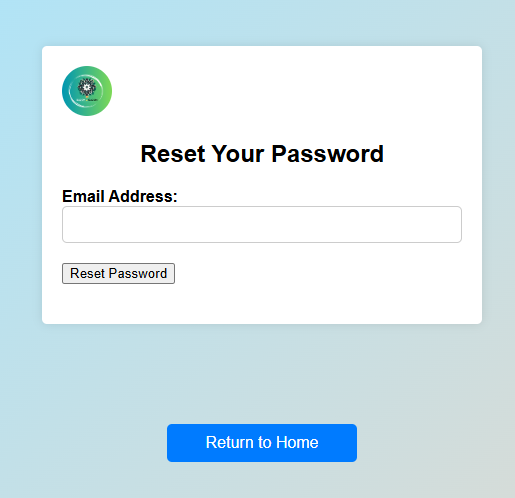 Reset Your Password
Email Address:
Reset Password
Return to Home